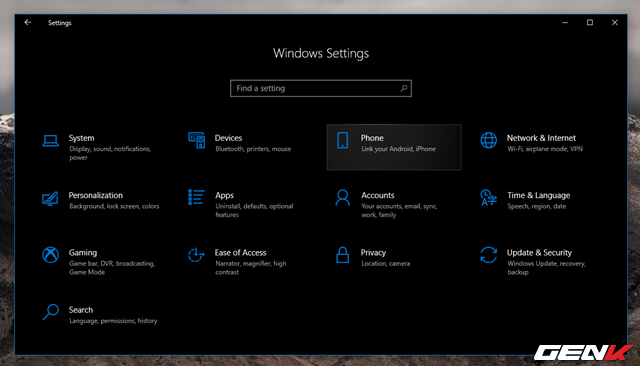 Settings
Windows Settings
Find a setting
System
Display, sound, notifications,
power
Devices
Bluetooth, printers, mouse
Phone
Link your Android, iPhone
Network & Internet
Wi-Fi, airplane mode, VPN
Personalization
Background, lock screen, colors
Apps
Uninstall, defaults, optional
features
Accounts
Your accounts, email, sync,
work, family
Time & Language
Speech, region, date
Gaming
Game bar, DVR, broadcasting,
Game Mode
Ease of Access
Narrator, magnifier, high
contrast
Privacy
Location, camera
Update & Security
Windows Update, recovery,
backup
Search
Language, permissions, history
GENK